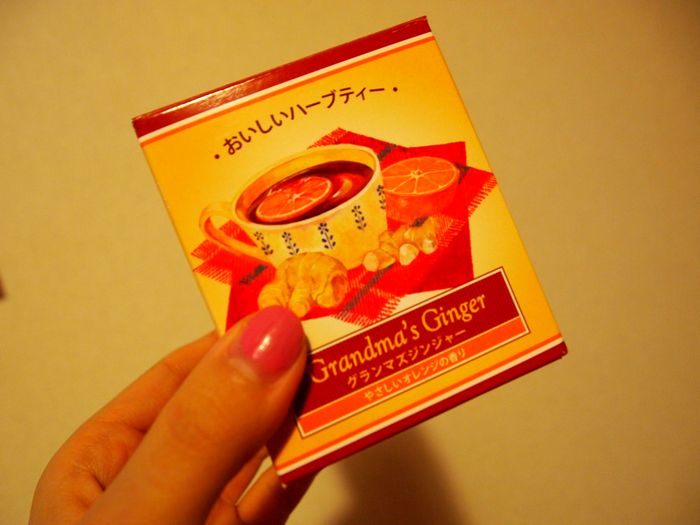 ・おいしいハーブティー・
Grandma's Ginger
グランマズジンジャー
やさしいオレンジの香り